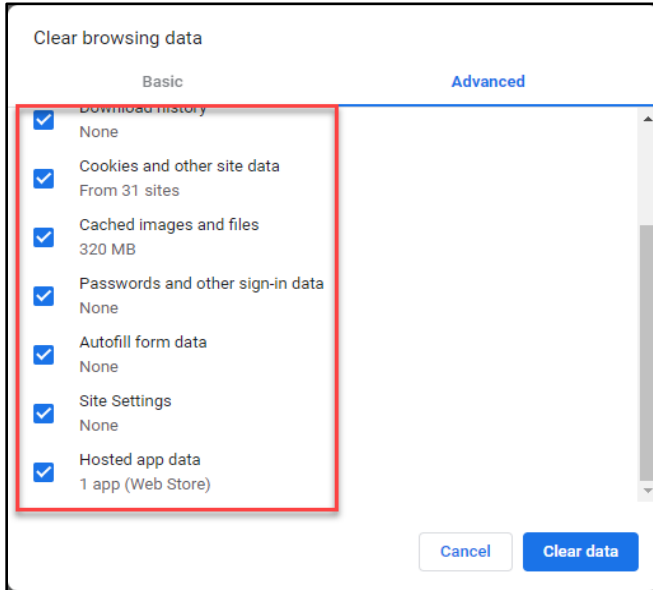 Clear browsing data
Basic
Advanced
Download history
None
Cookies and other site data
From 31 sites
Cached images and files
320 MB
Passwords and other sign-in data
None
Autofill form data
None
Site Settings
None
Hosted app data
1 app (Web Store)
Cancel
Clear data